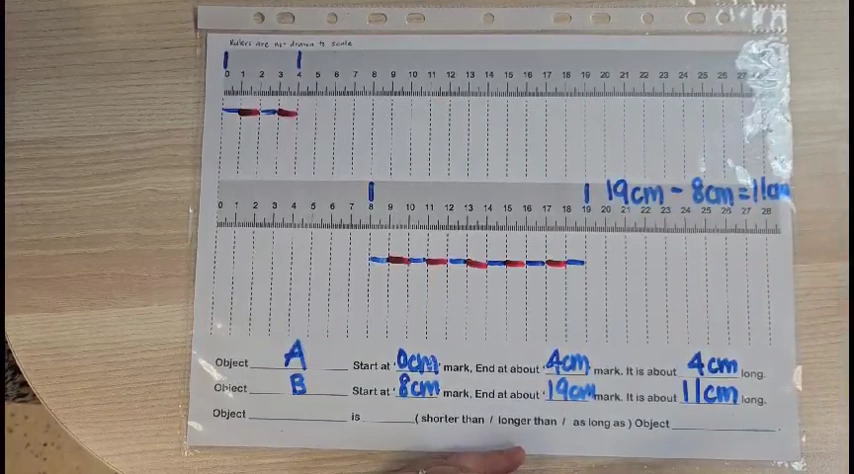 Rulers are not drawn to scale
0 1 2 3 4 5 6 7 8 9 10 11 12 13 14 15 16 17 18 19 20 21 22 23 24 25 26 27
19cm - 8cm = 11cm
0 1 2 3 4 5 6 7 8 9 10 11 12 13 14 15 16 17 18 19 20 21 22 23 24 25 26 27 28
Object A Start at '0cm' mark, End at about '4cm' mark. It is about 4cm long.
Object B Start at '8cm' mark, End at about '19cm' mark. It is about 11cm long.
Object ____ is ____ ( shorter than / longer than / as long as ) Object ____.